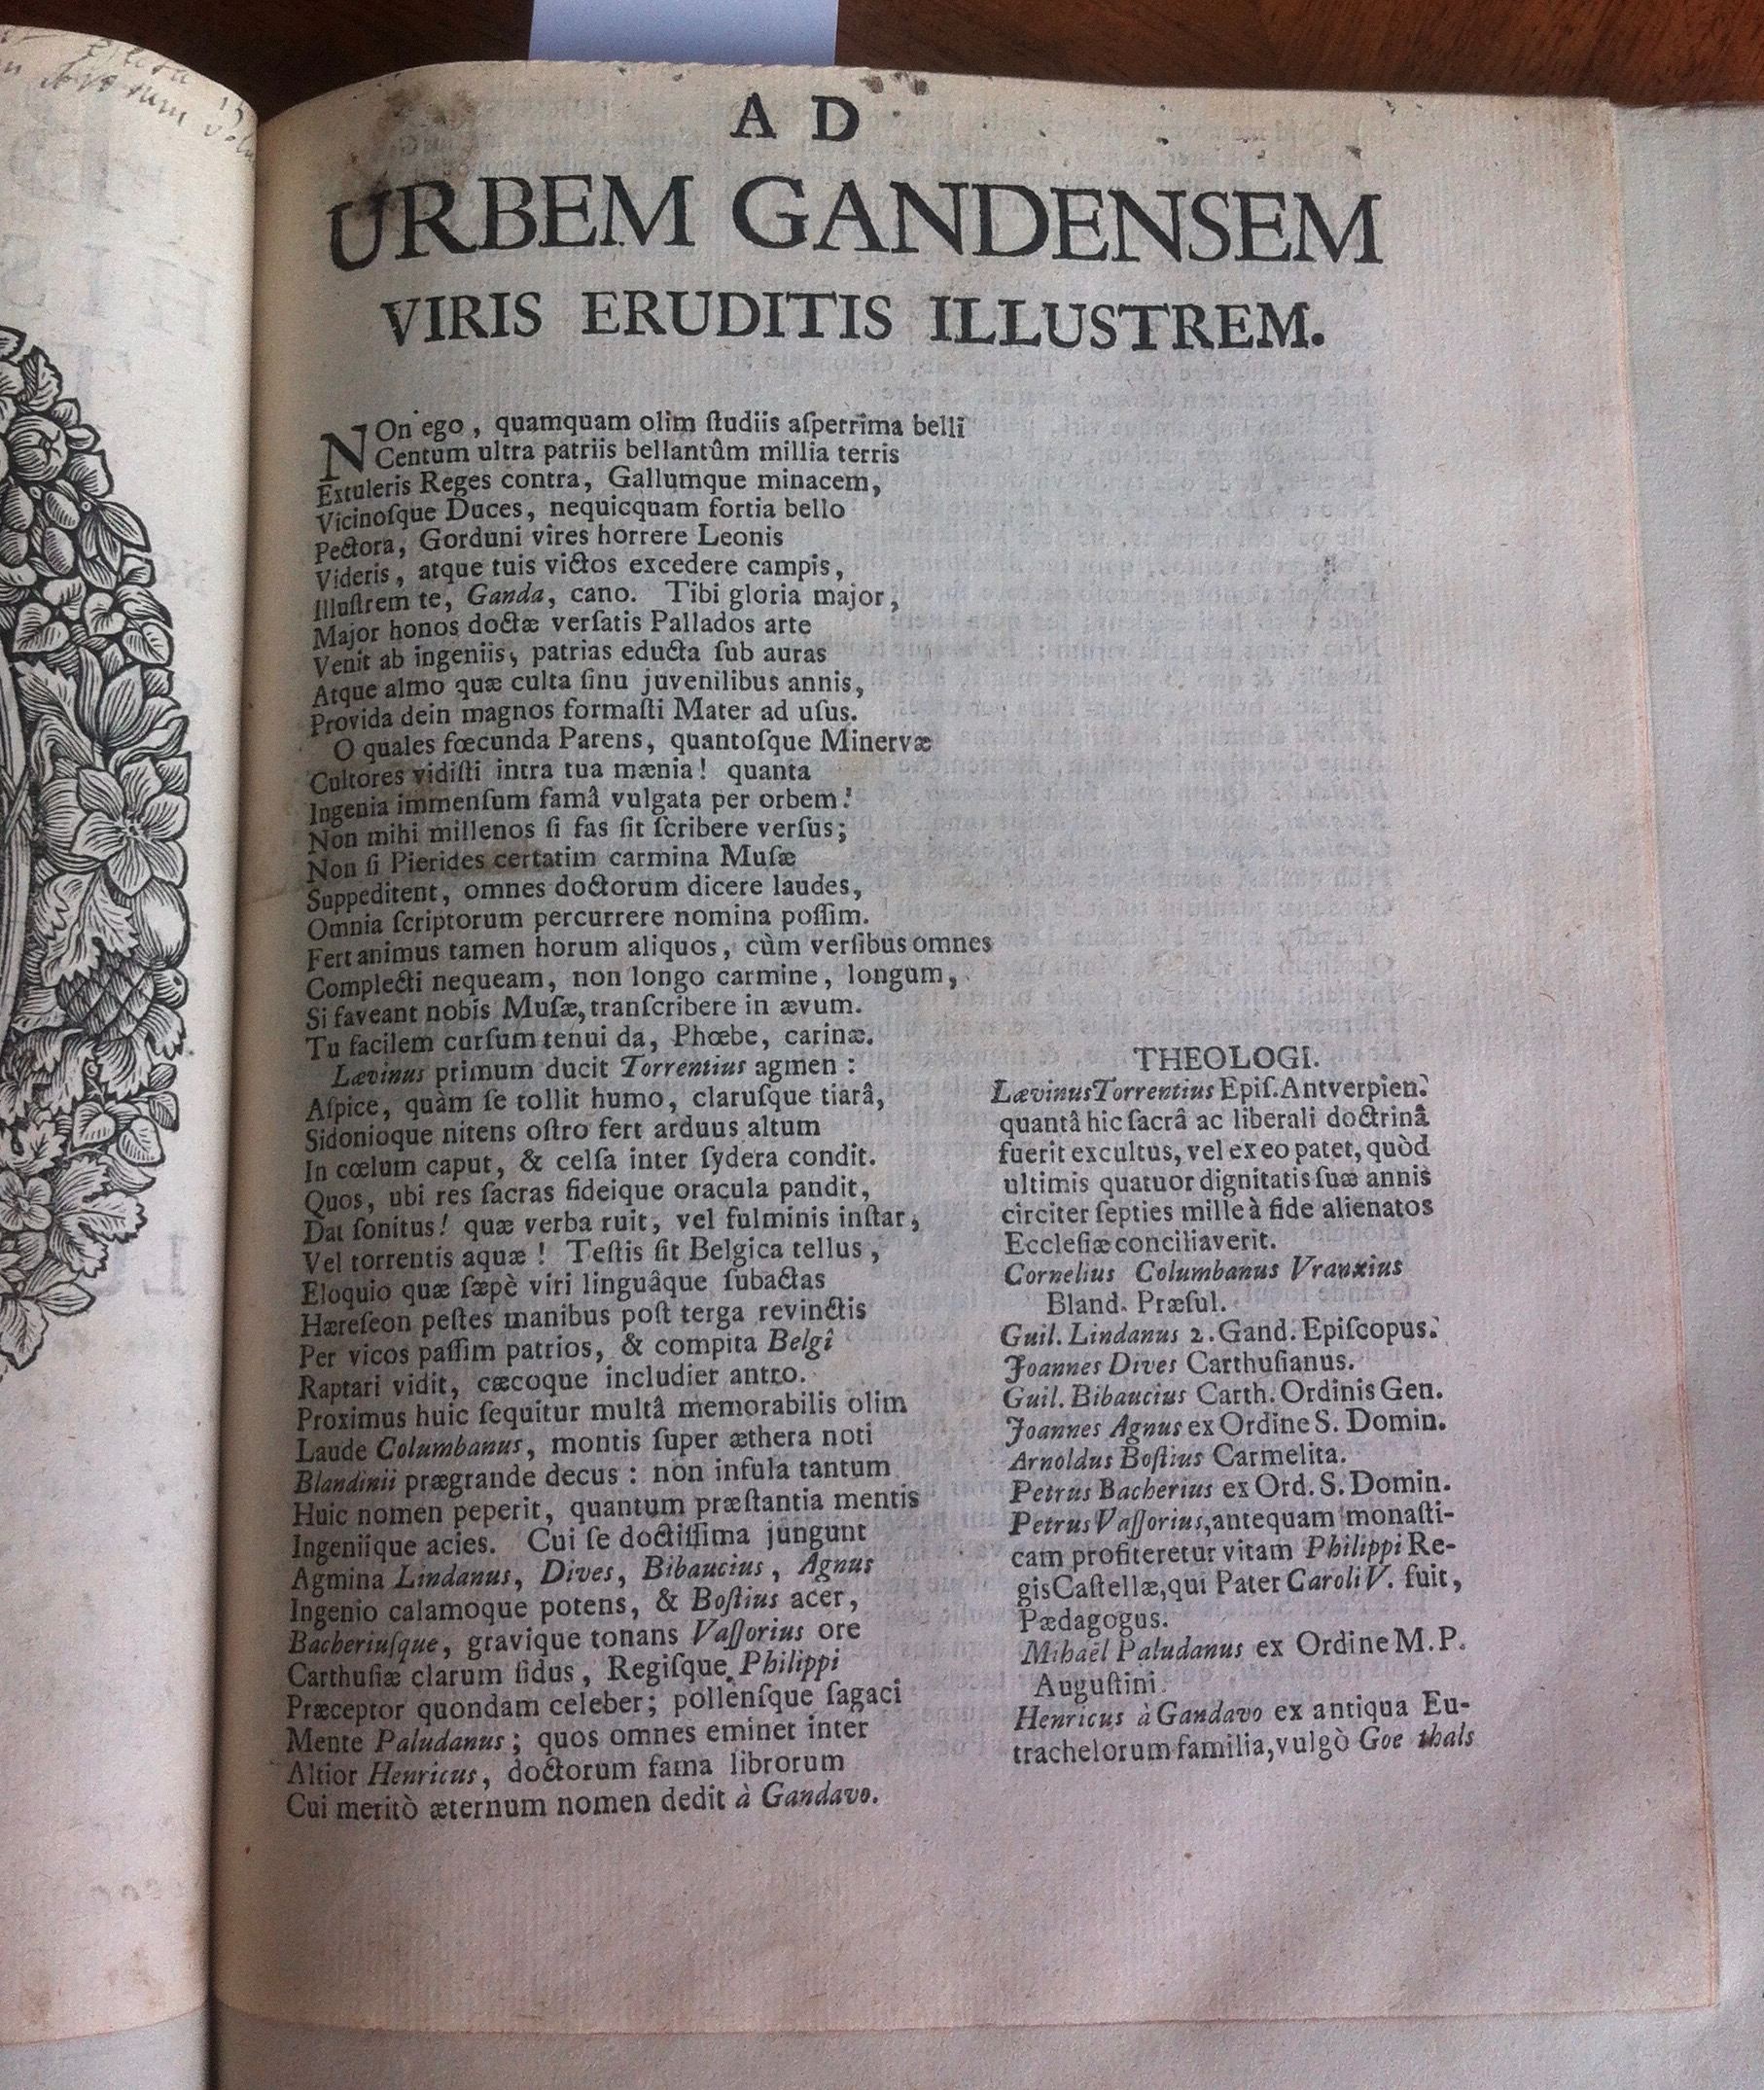 A D
URBEM GANDENSEM
VIRIS ERUDITIS ILLUSTREM.
NOn ego, quamquam olim ſtudiis aſperrima belli
Centum ultra patriis bellantûm millia terris
Extuleris Reges contra, Gallumque minacem,
Vicinoſque Duces, nequicquam fortia bello
Pectora, Gorduni vires horrere Leonis
Videris, atque tuis victos excedere campis,
Illuſtrem te, Ganda, cano. Tibi gloria major,
Major honos doctæ verſatis Pallados arte
Venit ab ingeniis, patrias educta ſub auras
Atque almo quæ culta ſinu juvenilibus annis,
Provida dein magnos formaſti Mater ad uſus.
O quales fœcunda Parens, quantoſque Minervæ
Cultores vidiſti intra tua mænia! quanta
Ingenia immenſum famâ vulgata per orbem!
Non mihi millenos ſi fas ſit ſcribere verſus;
Non ſi Pierides certatim carmina Muſæ
Suppeditent, omnes doctorum dicere laudes,
Omnia ſcriptorum percurrere nomina poſſim.
Fert animus tamen horum aliquos, cùm verſibus omnes
Complecti nequeam, non longo carmine, longum,
Si faveant nobis Muſæ, tranſcribere in ævum.
Tu facilem curſum tenui da, Phœbe, carinæ.
Lævinus primum ducit Torrentius agmen:
Aſpice, quàm ſe tollit humo, claruſque tiarâ,
Sidonioque nitens oſtro fert arduus altum
In cœlum caput, & celſa inter ſydera condit.
Quos, ubi res ſacras fideique oracula pandit,
Dat ſonitus! quæ verba ruit, vel fulminis inſtar,
Vel torrentis aquæ! Teſtis ſit Belgica tellus,
Eloquio quæ ſæpè viri linguâque ſubactas
Hæreſeon peſtes manibus poſt terga revinctis
Per vicos paſſim patrios, & compita Belgî
Raptari vidit, cæcoque includier antro.
Proximus huic ſequitur multâ memorabilis olim
Laude Columbanus, montis ſuper æthera noti
Blandinii prægrande decus: non infula tantum
Huic nomen peperit, quantum præſtantia mentis
Ingeniique acies. Cui ſe doctiſſima jungunt
Agmina Lindanus, Dives, Bibaucius, Agnus
Ingenio calamoque potens, & Boſtius acer,
Bacheriuſque, gravique tonans Vaſſorius ore
Carthuſiæ clarum ſidus, Regiſque Philippi
Præceptor quondam celeber; pollènſque ſagaci
Mente Paludanus; quos omnes eminet inter
Altior Henricus, doctorum fama librorum
Cui meritò æternum nomen dedit à Gandavo.
THEOLOGI.
Lævinus Torrentius Epiſ. Antverpien.
quantâ hic ſacrâ ac liberali doctrinâ
fuerit excultus, vel ex eo patet, quòd
ultimis quatuor dignitatis ſuæ annis
circiter ſepties mille à fide alienatos
Eccleſiæ conciliaverit.
Cornelius Columbanus Vranxius
Bland. Præſul.
Guil. Lindanus 2. Gand. Epiſcopus.
Joannes Dives Carthuſianus.
Guil. Bibaucius Carth. Ordinis Gen.
Joannes Agnus ex Ordine S. Domin.
Arnoldus Boſtius Carmelita.
Petrus Bacherius ex Ord. S. Domin.
Petrus Vaſſorius, antequam monaſti-
cam profiteretur vitam Philippi Re-
gis Caſtellæ, qui Pater Caroli V. fuit,
Pædagogus.
Mihaël Paludanus ex Ordine M. P.
Auguſtini.
Henricus à Gandavo ex antiqua Eu-
trachelorum familia, vulgò Goe thals